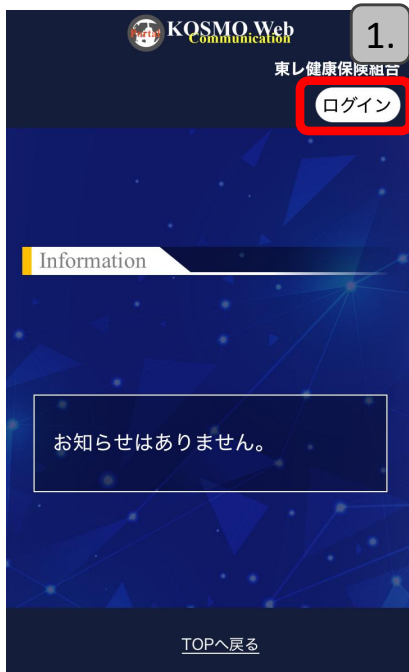 Portal KOSMO Web
Communication
1.
東レ健康保険組合
ログイン
Information
お知らせはありません。
TOPへ戻る